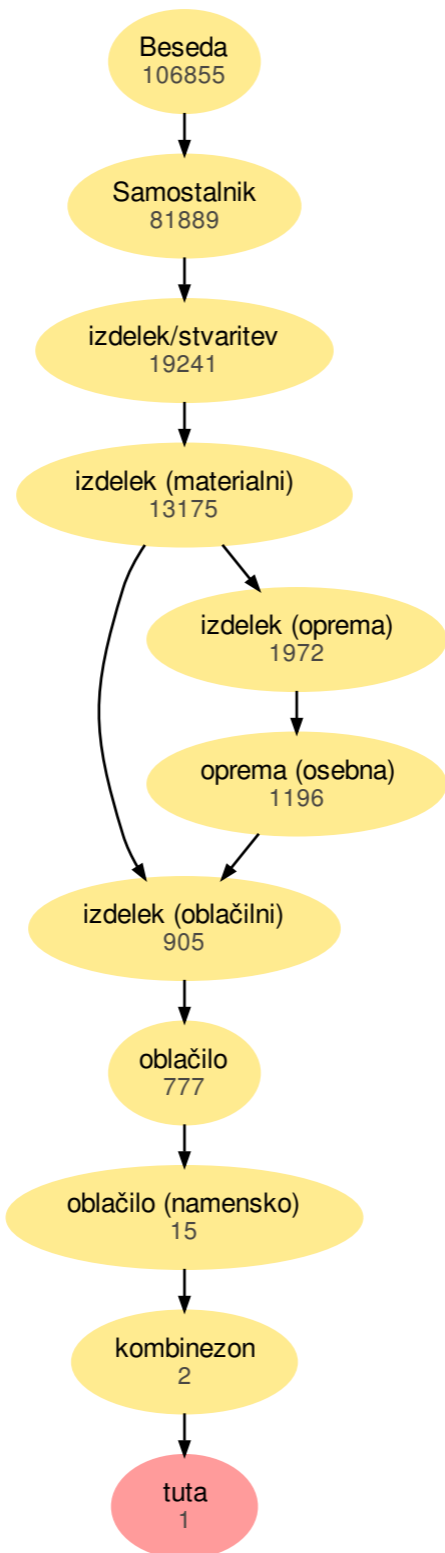 Beseda
106855
Samostalnik
81889
izdelek/stvaritev
19241
izdelek (materialni)
13175
izdelek (oprema)
1972
oprema (osebna)
1196
izdelek (oblačilni)
905
oblačilo
777
oblačilo (namensko)
15
kombinezon
2
tuta
1